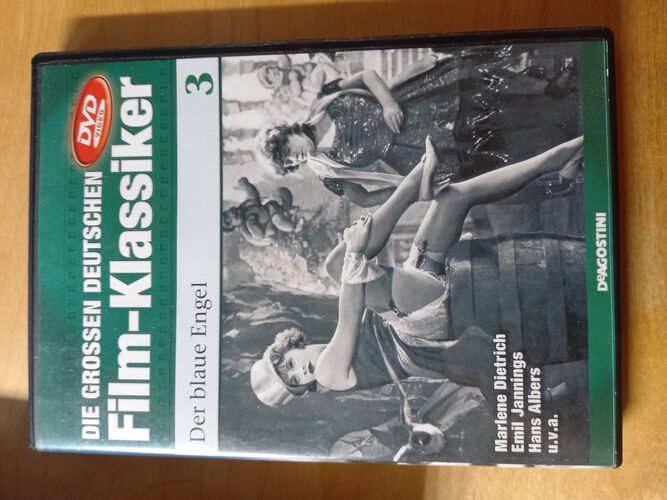 DIE GROSSEN DEUTSCHEN
Film-Klassiker
DVD
VIDEO
Der blaue Engel
3
Marlene Dietrich
Emil Jannings
Hans Albers
u.v.a.
DeAGOSTINI